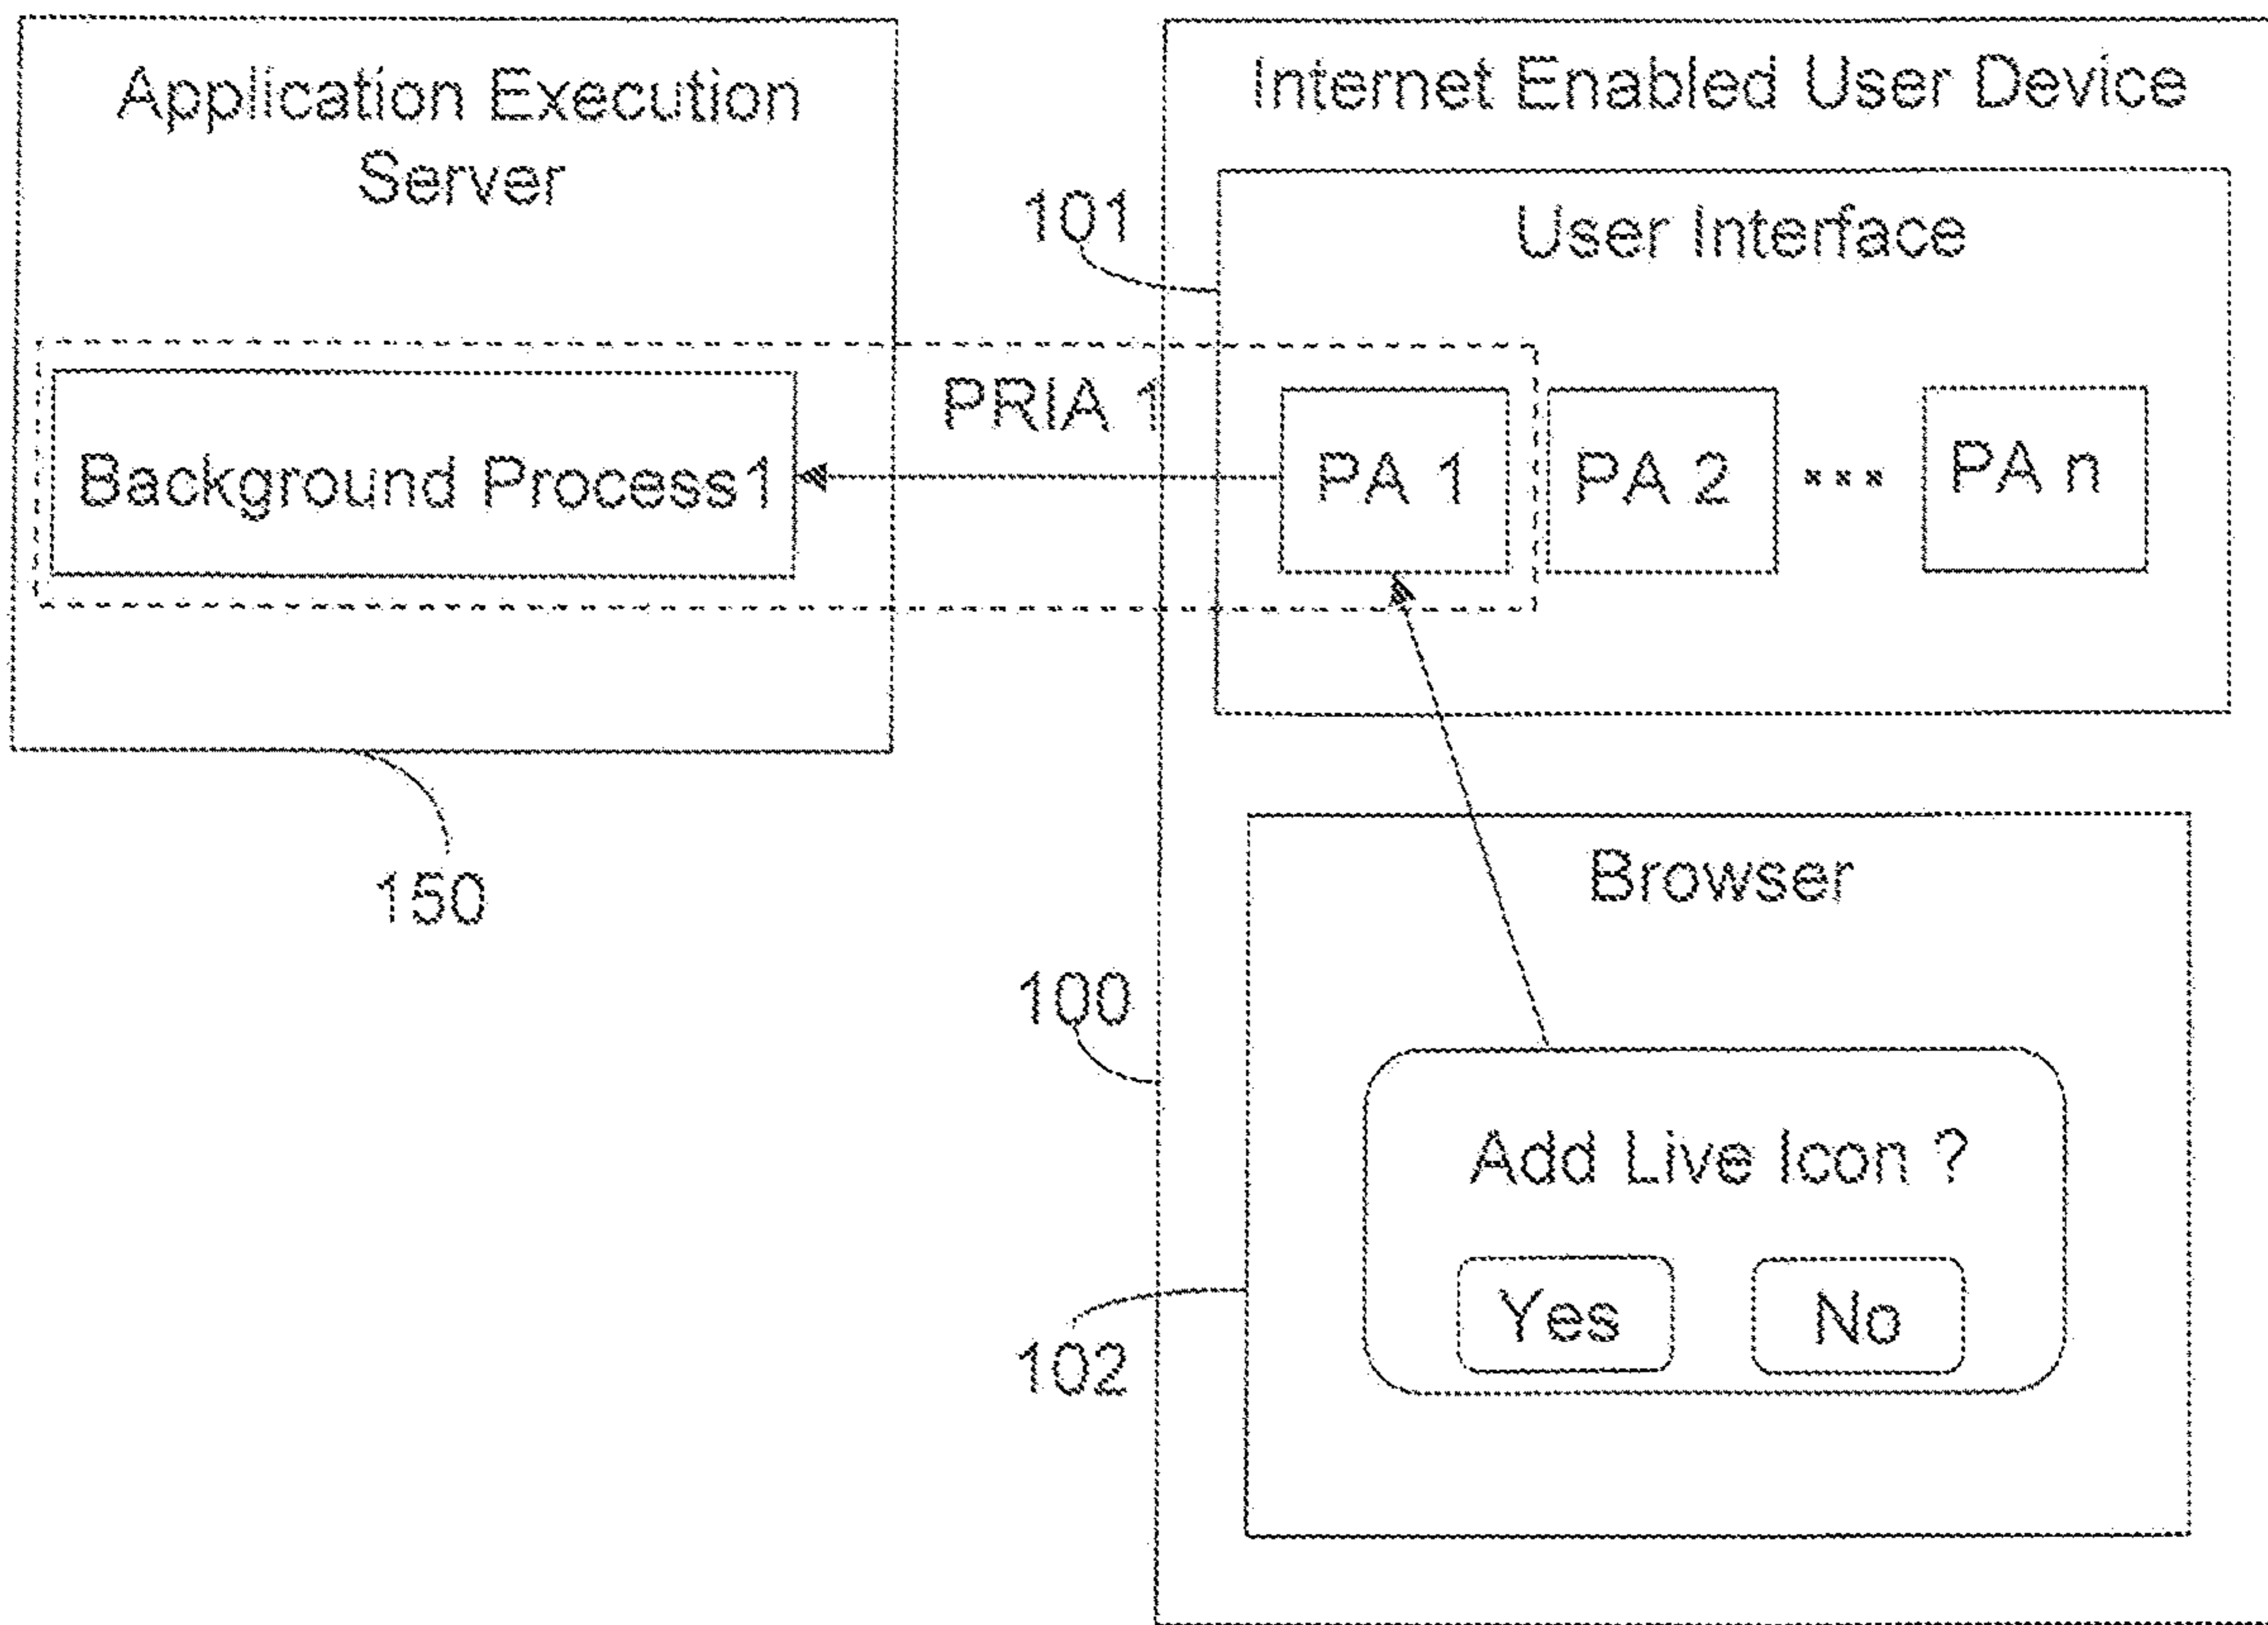 Application Execution
Server
Internet Enabled User Device
101
User Interface
PRIA 1
Background Process1
PA 1
PA 2
...
PA n
150
Browser
100
Add Live Icon ?
Yes
No
102